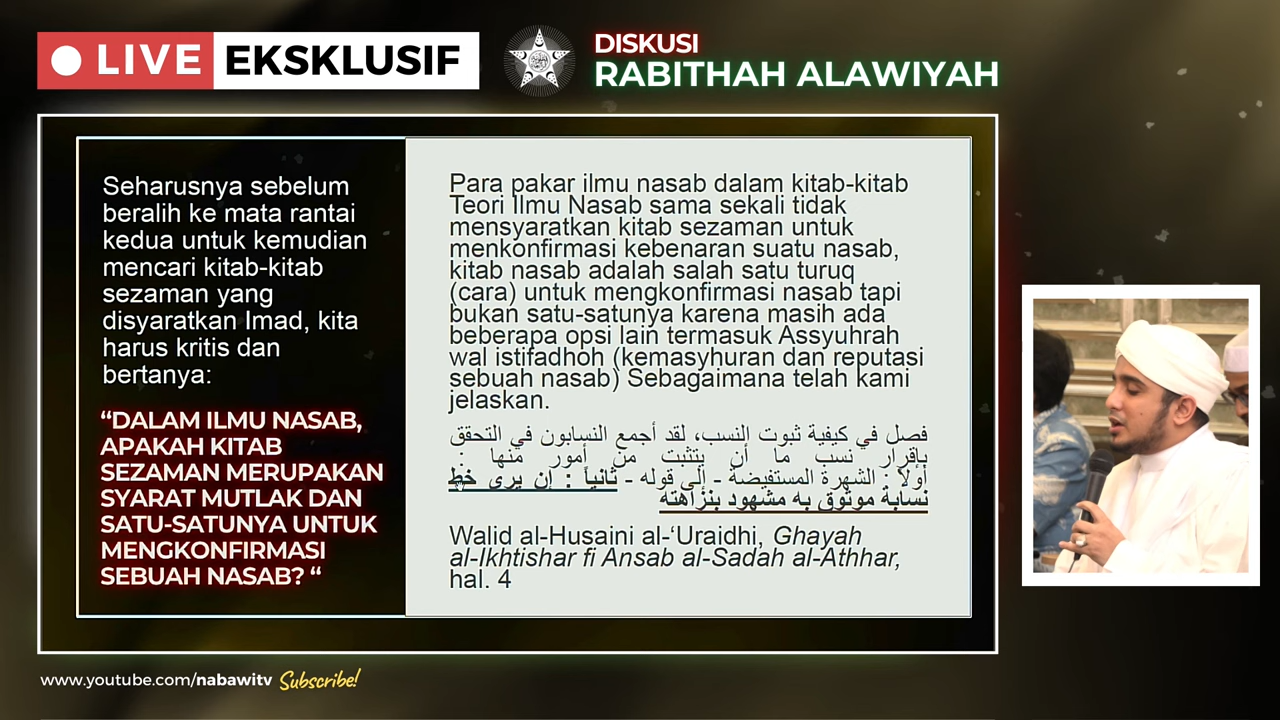 LIVE EKSKLUSIF
DISKUSI
RABITHAH ALAWIYAH
Seharusnya sebelum
beralih ke mata rantai
kedua untuk kemudian
mencari kitab-kitab
sezaman yang
disyaratkan Imad, kita
harus kritis dan
bertanya:
“DALAM ILMU NASAB,
APAKAH KITAB
SEZAMAN MERUPAKAN
SYARAT MUTLAK DAN
SATU-SATUNYA UNTUK
MENGKONFIRMASI
SEBUAH NASAB? “
Para pakar ilmu nasab dalam kitab-kitab
Teori Ilmu Nasab sama sekali tidak
mensyaratkan kitab sezaman untuk
menkonfirmasi kebenaran suatu nasab,
kitab nasab adalah salah satu turuq
(cara) untuk mengkonfirmasi nasab tapi
bukan satu-satunya karena masih ada
beberapa opsi lain termasuk Assyuhrah
wal istifadhoh (kemasyhuran dan reputasi
sebuah nasab) Sebagaimana telah kami
jelaskan.
فصل في كيفية ثبوت النسب، لقد أجمع النسابون في التحقق
بإقرار نسب ما أن يتثبت من أمور منها :
أولاً : الشهرة المستفيضة - إلى قوله - ثانياً : إن يرى خط
نسابة موثوق به مشهود بنزاهته
Walid al-Husaini al-‘Uraidhi, Ghayah
al-Ikhtishar fi Ansab al-Sadah al-Athhar,
hal. 4
www.youtube.com/nabawitv Subscribe!